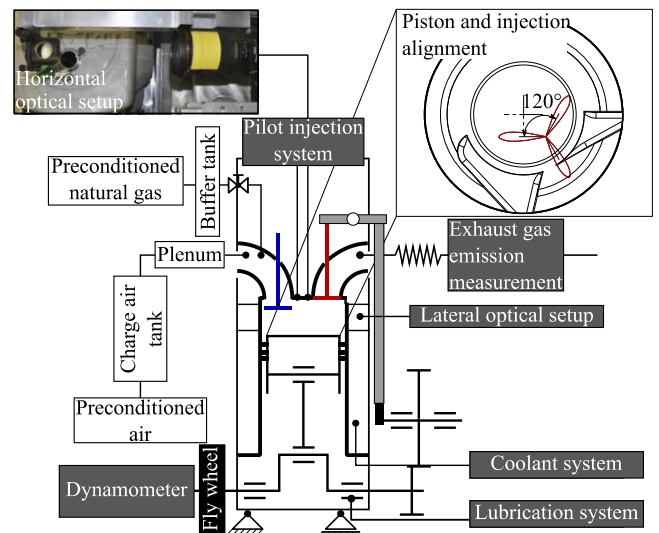 Horizontal
optical setup
Piston and injection
alignment
120°
Pilot injection
system
Preconditioned
natural gas
Buffer tank
Plenum
Exhaust gas
emission
measurement
Charge air
tank
Lateral optical setup
Preconditioned
air
Coolant system
Dynamometer
Fly wheel
Lubrication system